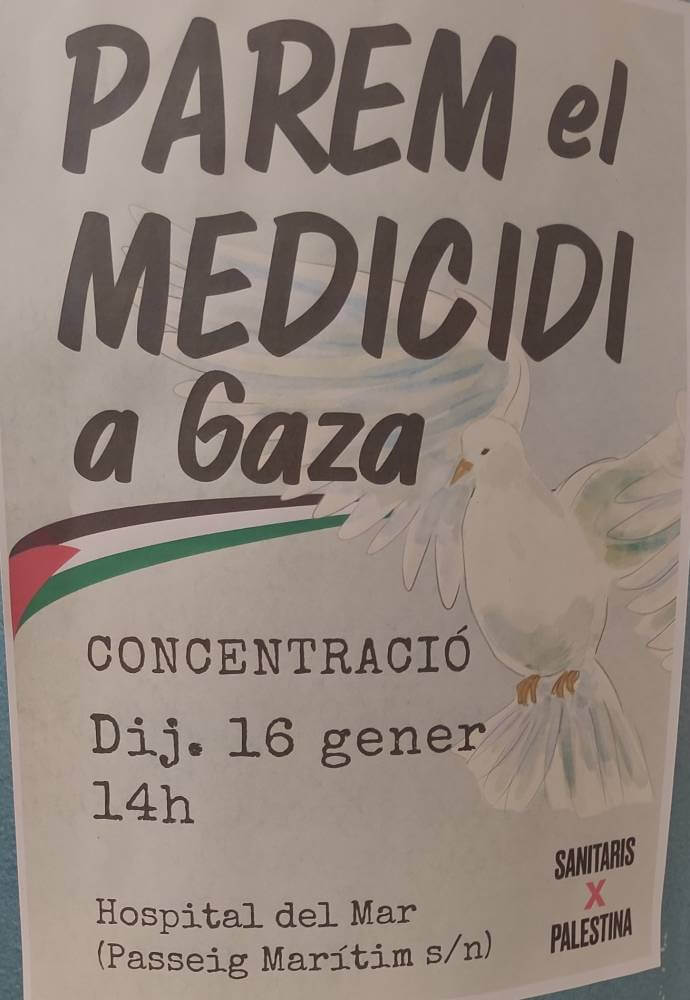 PAREM el
MEDICIDI
a Gaza
CONCENTRACIÓ
Dij. 16 gener
14h
Hospital del Mar
(Passeig Marítim s/n)
SANITARIS
X
PALESTINA